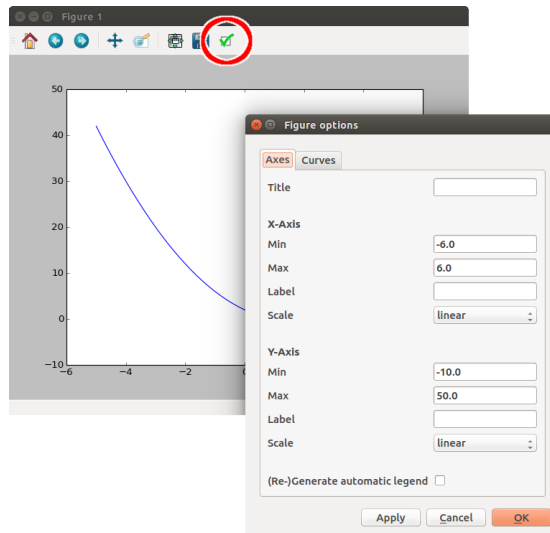 Figure 1
50
40
30
20
10
0
−10
−6
−4
−2
Figure options
Axes
Curves
Title
X-Axis
Min
-6.0
Max
6.0
Label
Scale
linear
Y-Axis
Min
-10.0
Max
50.0
Label
Scale
linear
(Re-)Generate automatic legend
Apply
Cancel
OK